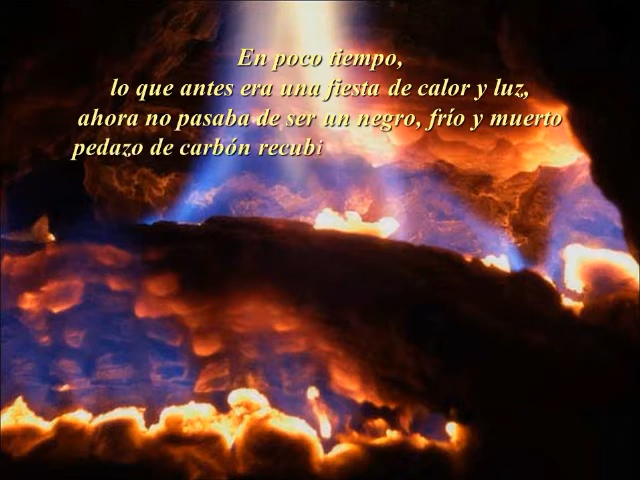 En poco tiempo,
lo que antes era una fiesta de calor y luz,
ahora no pasaba de ser un negro, frío y muerto
pedazo de carbón recubi